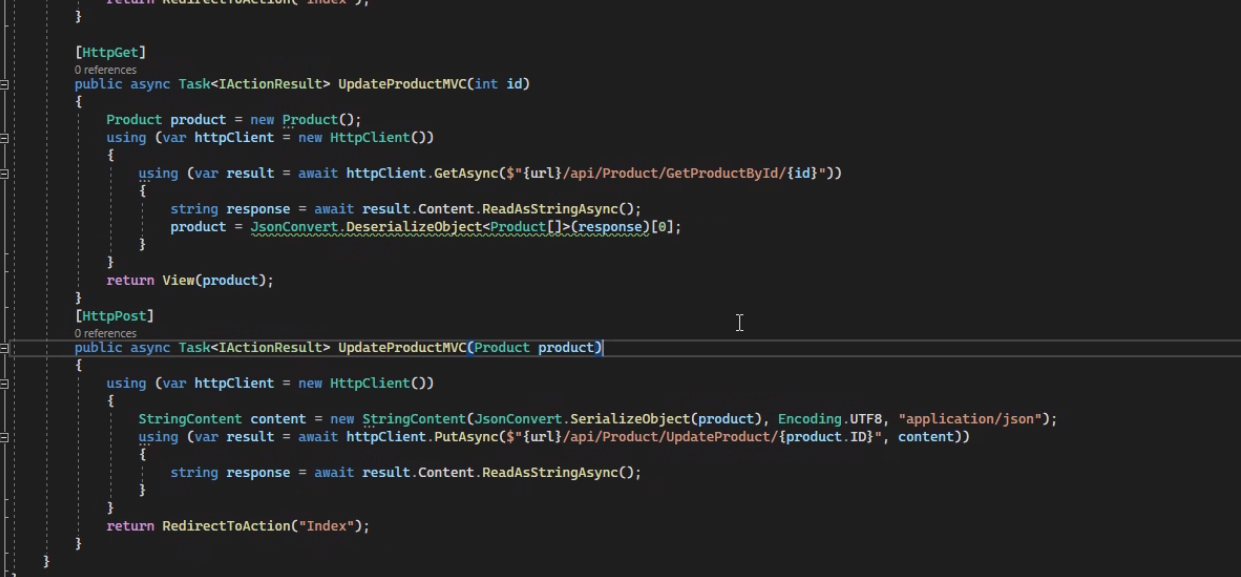 return RedirectToAction("Index");
}
[HttpGet]
0 references
public async Task<IActionResult> UpdateProductMVC(int id)
{
Product product = new Product();
using (var httpClient = new HttpClient())
{
using (var result = await httpClient.GetAsync($"{url}/api/Product/GetProductById/{id}"))
{
string response = await result.Content.ReadAsStringAsync();
product = JsonConvert.DeserializeObject<Product[]>(response)[0];
}
}
return View(product);
}
[HttpPost]
0 references
public async Task<IActionResult> UpdateProductMVC(Product product)
{
using (var httpClient = new HttpClient())
{
StringContent content = new StringContent(JsonConvert.SerializeObject(product), Encoding.UTF8, "application/json");
using (var result = await httpClient.PutAsync($"{url}/api/Product/UpdateProduct/{product.ID}", content))
{
string response = await result.Content.ReadAsStringAsync();
}
}
return RedirectToAction("Index");
}
}